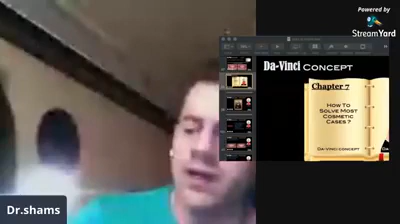 Powered by
StreamYard
Da-Vinci CONCEPT
Chapter 7
HOW TO
SOLVE MOST
COSMETIC
CASES ?
DA-VINCI CONCEPT
Dr.shams